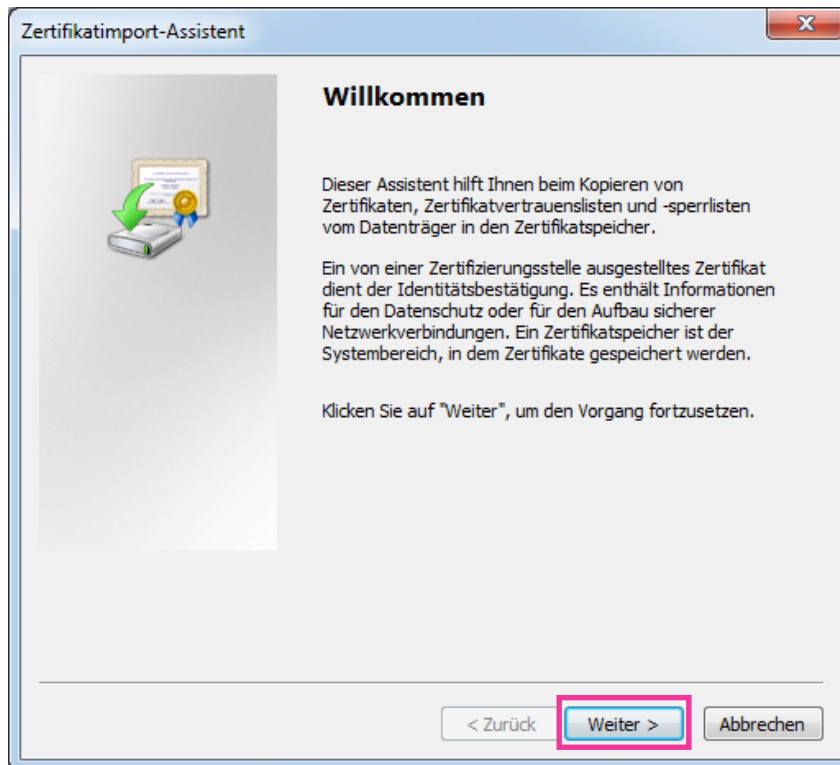 Zertifikatimport-Assistent
Willkommen
Dieser Assistent hilft Ihnen beim Kopieren von
Zertifikaten, Zertifikatvertrauenslisten und -sperrlisten
vom Datenträger in den Zertifikatspeicher.
Ein von einer Zertifizierungsstelle ausgestelltes Zertifikat
dient der Identitätsbestätigung. Es enthält Informationen
für den Datenschutz oder für den Aufbau sicherer
Netzwerkverbindungen. Ein Zertifikatspeicher ist der
Systembereich, in dem Zertifikate gespeichert werden.
Klicken Sie auf "Weiter", um den Vorgang fortzusetzen.
< Zurück Weiter > Abbrechen